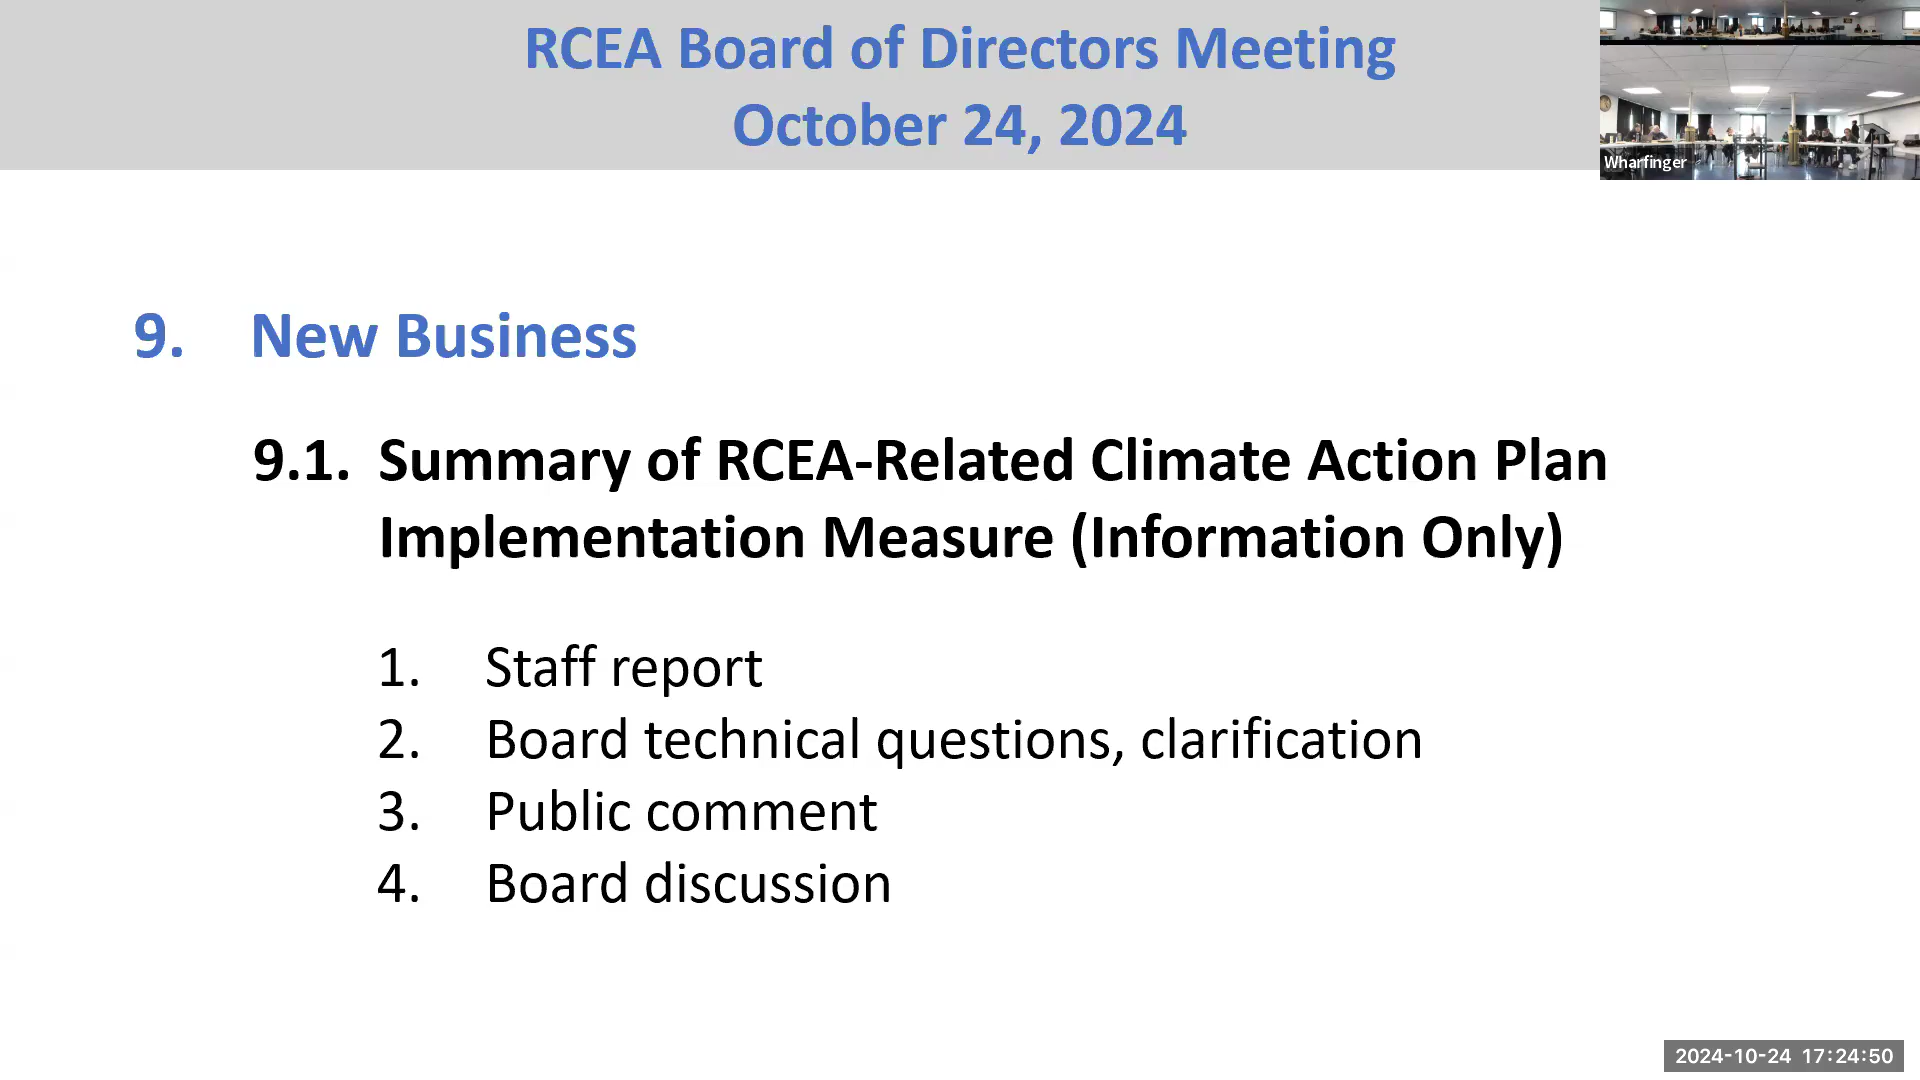 RCEA Board of Directors Meeting
October 24, 2024
Wharfinger
9. New Business
9.1. Summary of RCEA-Related Climate Action Plan
Implementation Measure (Information Only)
1. Staff report
2. Board technical questions, clarification
3. Public comment
4. Board discussion
2024-10-24 17:24:50